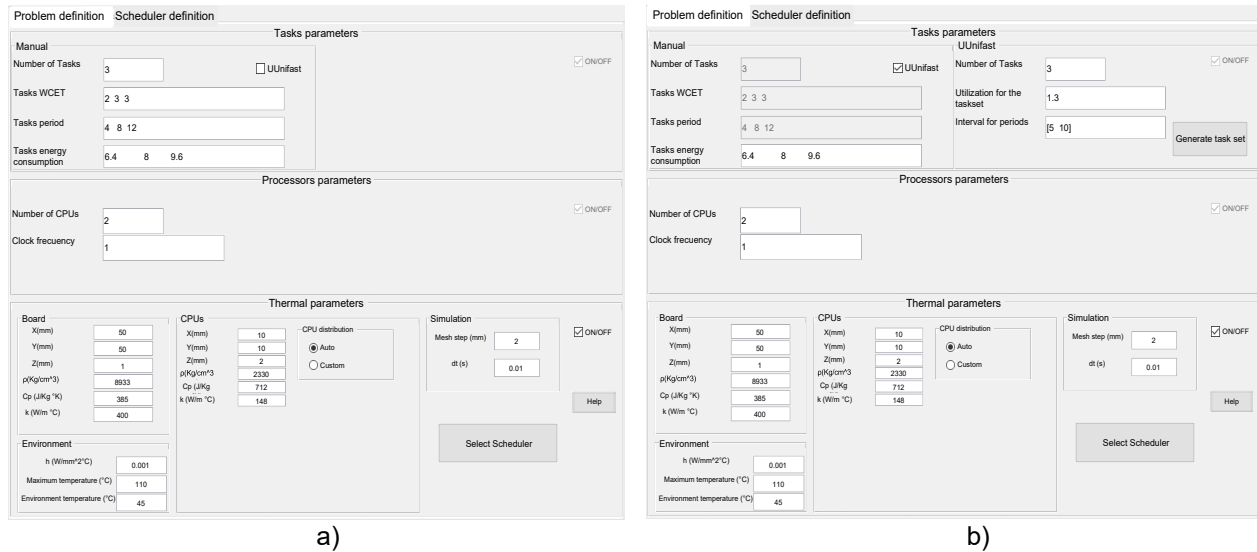 Problem definition Scheduler definition
Tasks parameters
Manual
Number of Tasks 3 UUnifast ON/OFF
Tasks WCET 2 3 3
Tasks period 4 8 12
Tasks energy
consumption 6.4 8 9.6
Processors parameters
Number of CPUs 2 ON/OFF
Clock frecuency 1
Thermal parameters
Board
X(mm) 50
Y(mm) 50
Z(mm) 1
ρ(Kg/cm^3) 8933
Cp (J/Kg °K) 385
k (W/m °C) 400
CPUs
X(mm) 10
Y(mm) 10
Z(mm) 2
ρ(Kg/cm^3 2330
Cp (J/Kg 712
k (W/m °C) 148
CPU distribution
Auto
Custom
Simulation
Mesh step (mm) 2
dt (s) 0.01
ON/OFF
Help
Select Scheduler
Environment
h (W/mm^2°C) 0.001
Maximum temperature (°C) 110
Environment temperature (°C) 45
a)
Problem definition Scheduler definition
Tasks parameters
Manual
Number of Tasks 3 UUnifast
Tasks WCET 2 3 3
Tasks period 4 8 12
Tasks energy
consumption 6.4 8 9.6
UUnifast
Number of Tasks 3 ON/OFF
Utilization for the
taskset 1.3
Interval for periods [5 10]
Generate task set
Processors parameters
Number of CPUs 2 ON/OFF
Clock frecuency 1
Thermal parameters
Board
X(mm) 50
Y(mm) 50
Z(mm) 1
ρ(Kg/cm^3) 8933
Cp (J/Kg °K) 385
k (W/m °C) 400
CPUs
X(mm) 10
Y(mm) 10
Z(mm) 2
ρ(Kg/cm^3 2330
Cp (J/Kg 712
k (W/m °C) 148
CPU distribution
Auto
Custom
Simulation
Mesh step (mm) 2
dt (s) 0.01
ON/OFF
Help
Select Scheduler
Environment
h (W/mm^2°C) 0.001
Maximum temperature (°C) 110
Environment temperature (°C) 45
b)